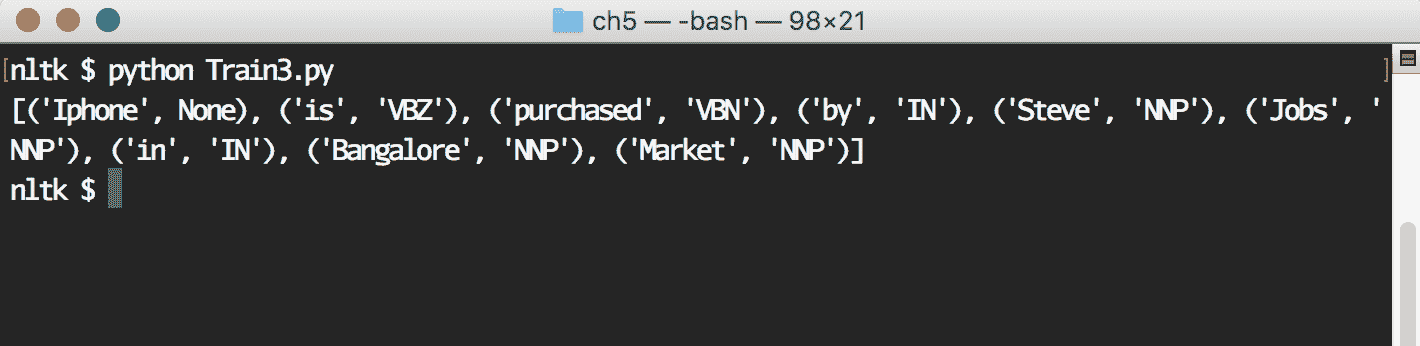 ch5 — -bash — 98×21
[nltk $ python Train3.py ]
[('Iphone', None), ('is', 'VBZ'), ('purchased', 'VBN'), ('by', 'IN'), ('Steve', 'NNP'), ('Jobs', '
NNP'), ('in', 'IN'), ('Bangalore', 'NNP'), ('Market', 'NNP')]
nltk $